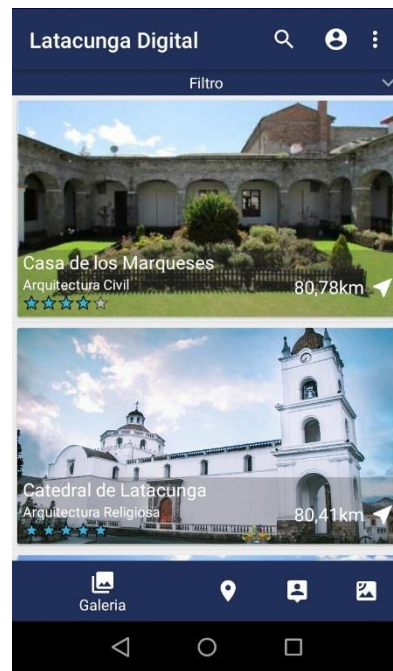 Latacunga Digital
Filtro
Casa de los Marqueses
Arquitectura Civil
80,78km
Catedral de Latacunga
Arquitectura Religiosa
80,41km
Galeria